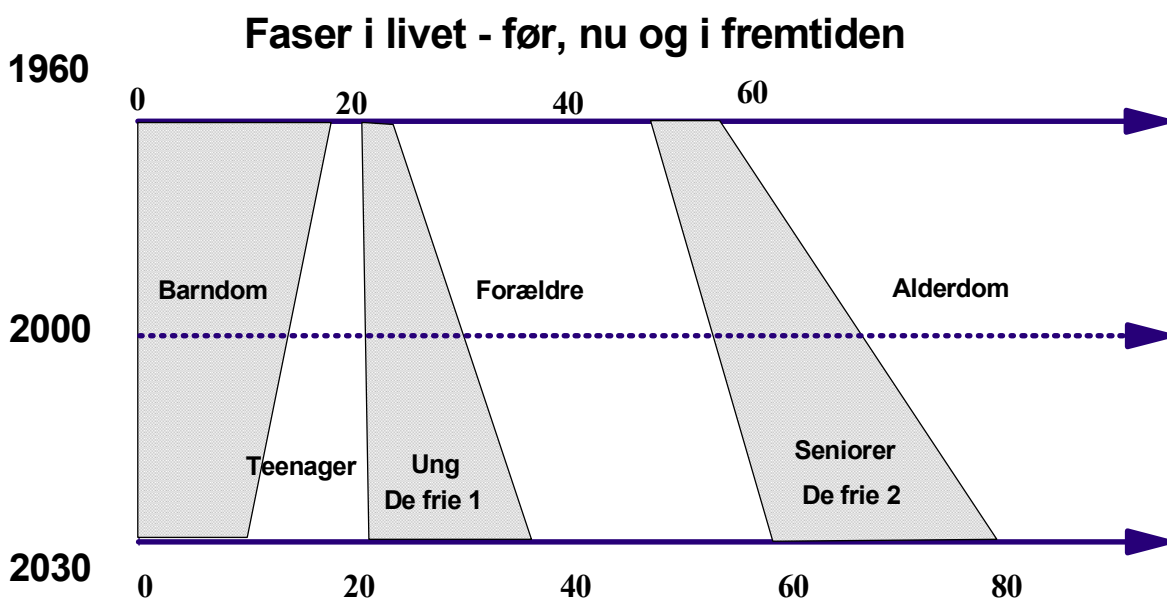 Faser i livet - før, nu og i fremtiden
1960
0 20 40 60
Barndom Forældre Alderdom
2000
Teenager Ung Seniorer
De frie 1 De frie 2
2030
0 20 40 60 80